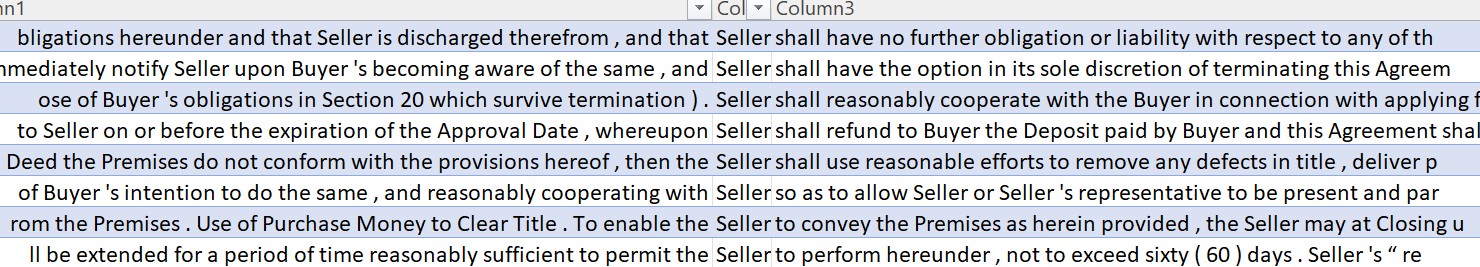 Col Column3
bligations hereunder and that Seller is discharged therefrom , and that Seller shall have no further obligation or liability with respect to any of th
mmediately notify Seller upon Buyer 's becoming aware of the same , and Seller shall have the option in its sole discretion of terminating this Agreem
ose of Buyer 's obligations in Section 20 which survive termination ) . Seller shall reasonably cooperate with the Buyer in connection with applying f
to Seller on or before the expiration of the Approval Date , whereupon Seller shall refund to Buyer the Deposit paid by Buyer and this Agreement shal
Deed the Premises do not conform with the provisions hereof , then the Seller shall use reasonable efforts to remove any defects in title , deliver p
of Buyer 's intention to do the same , and reasonably cooperating with Seller so as to allow Seller or Seller 's representative to be present and par
rom the Premises . Use of Purchase Money to Clear Title . To enable the Seller to convey the Premises as herein provided , the Seller may at Closing u
ll be extended for a period of time reasonably sufficient to permit the Seller to perform hereunder , not to exceed sixty ( 60 ) days . Seller 's “ re